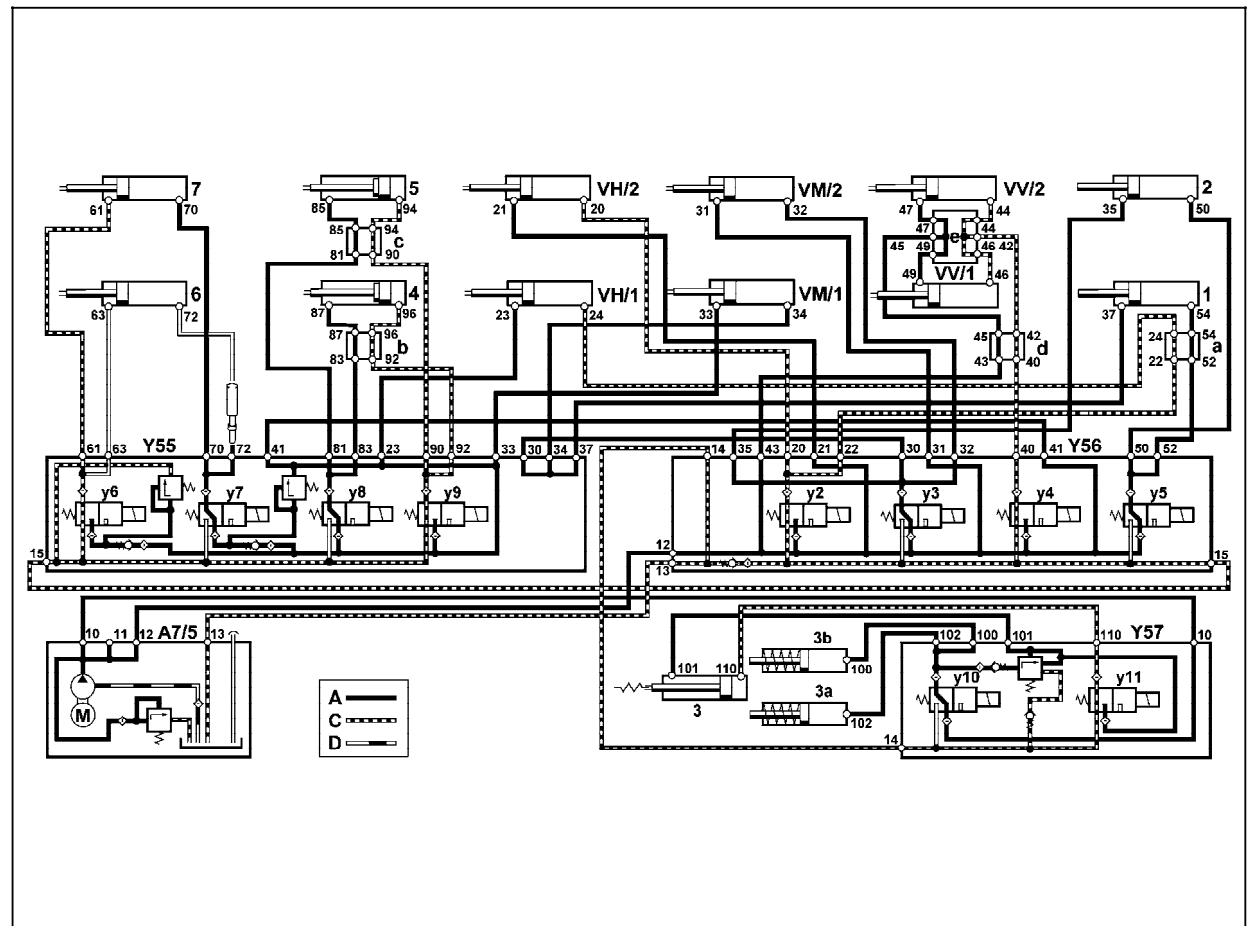 7 5 VH/2 VM/2 VV/2 2
61 70 85 94 21 20 31 32 47 44 35 50
85 94 c 47 44
45 e 42
81 90 49 46
49 VV/1 46
6 4 VH/1 VM/1 1
63 72 87 96 23 24 33 34 37 54
87 96 b 45 42 d 24 54 a
83 92 43 40 22 52
61 63 Y55 70 72 41 81 83 23 90 92 33 30 34 37 14 35 43 20 21 22 30 31 32 40 41 Y56 50 52
y6 y7 y8 y9 y2 y3 y4 y5
15 12 15
13
10 11 12 A7/5 13 102 100 101 110 Y57 10
3b
101 110 100
y10 y11
M 3 3a
102
A
C 14
D